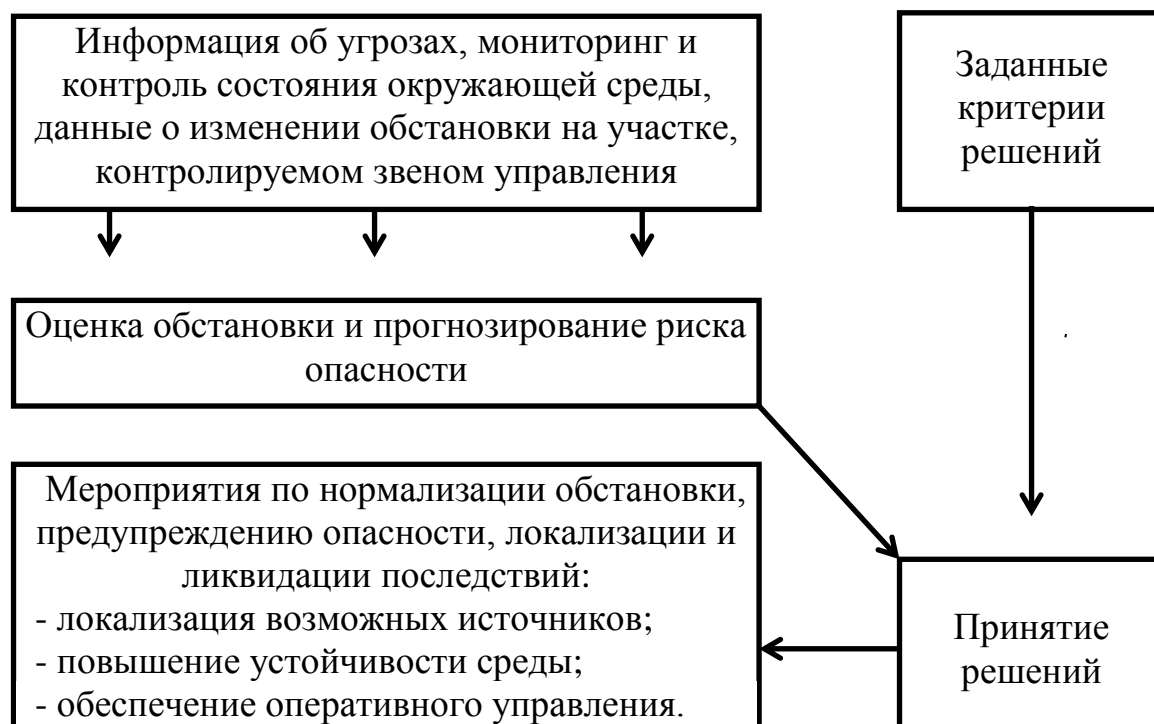 Информация об угрозах, мониторинг и
контроль состояния окружающей среды,
данные о изменении обстановки на участке,
контролируемом звеном управления
Заданные
критерии
решений
Оценка обстановки и прогнозирование риска
опасности
Мероприятия по нормализации обстановки,
предупреждению опасности, локализации и
ликвидации последствий:
- локализация возможных источников;
- повышение устойчивости среды;
- обеспечение оперативного управления.
Принятие
решений